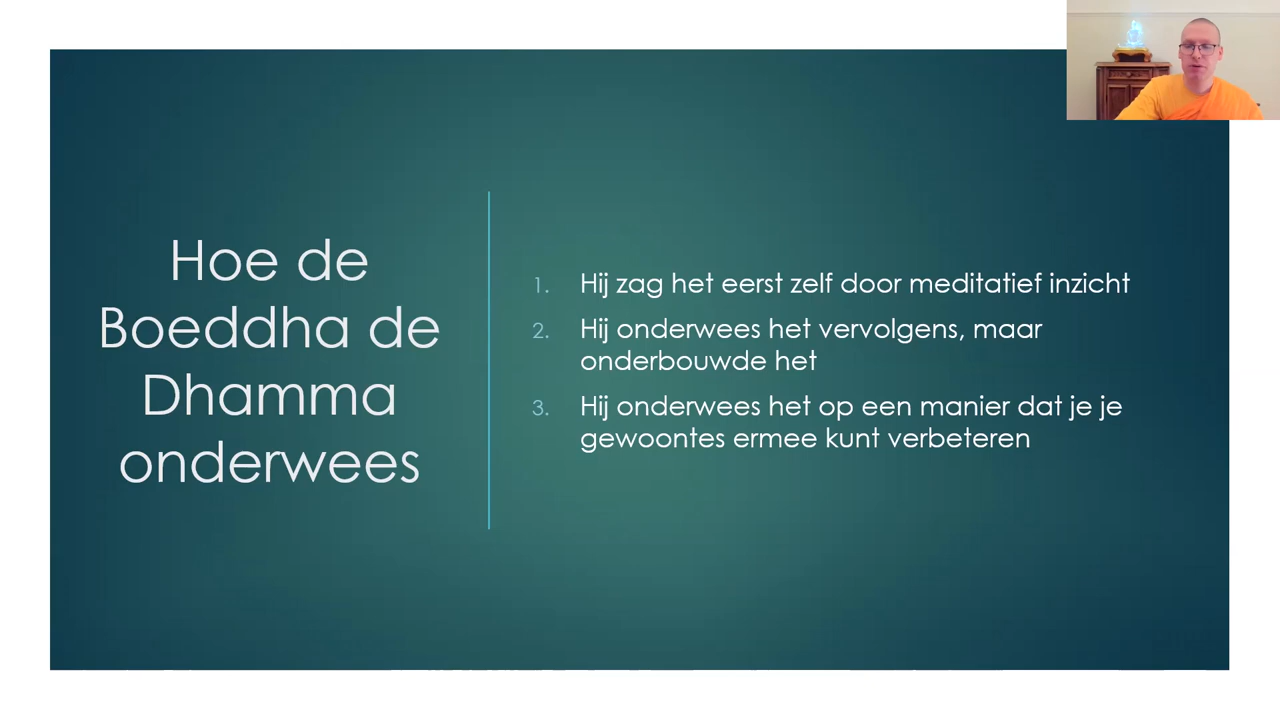 Hoe de
Boeddha de
Dhamma
onderwees
1. Hij zag het eerst zelf door meditatief inzicht
2. Hij onderwees het vervolgens, maar
onderbouwde het
3. Hij onderwees het op een manier dat je je
gewoontes ermee kunt verbeteren